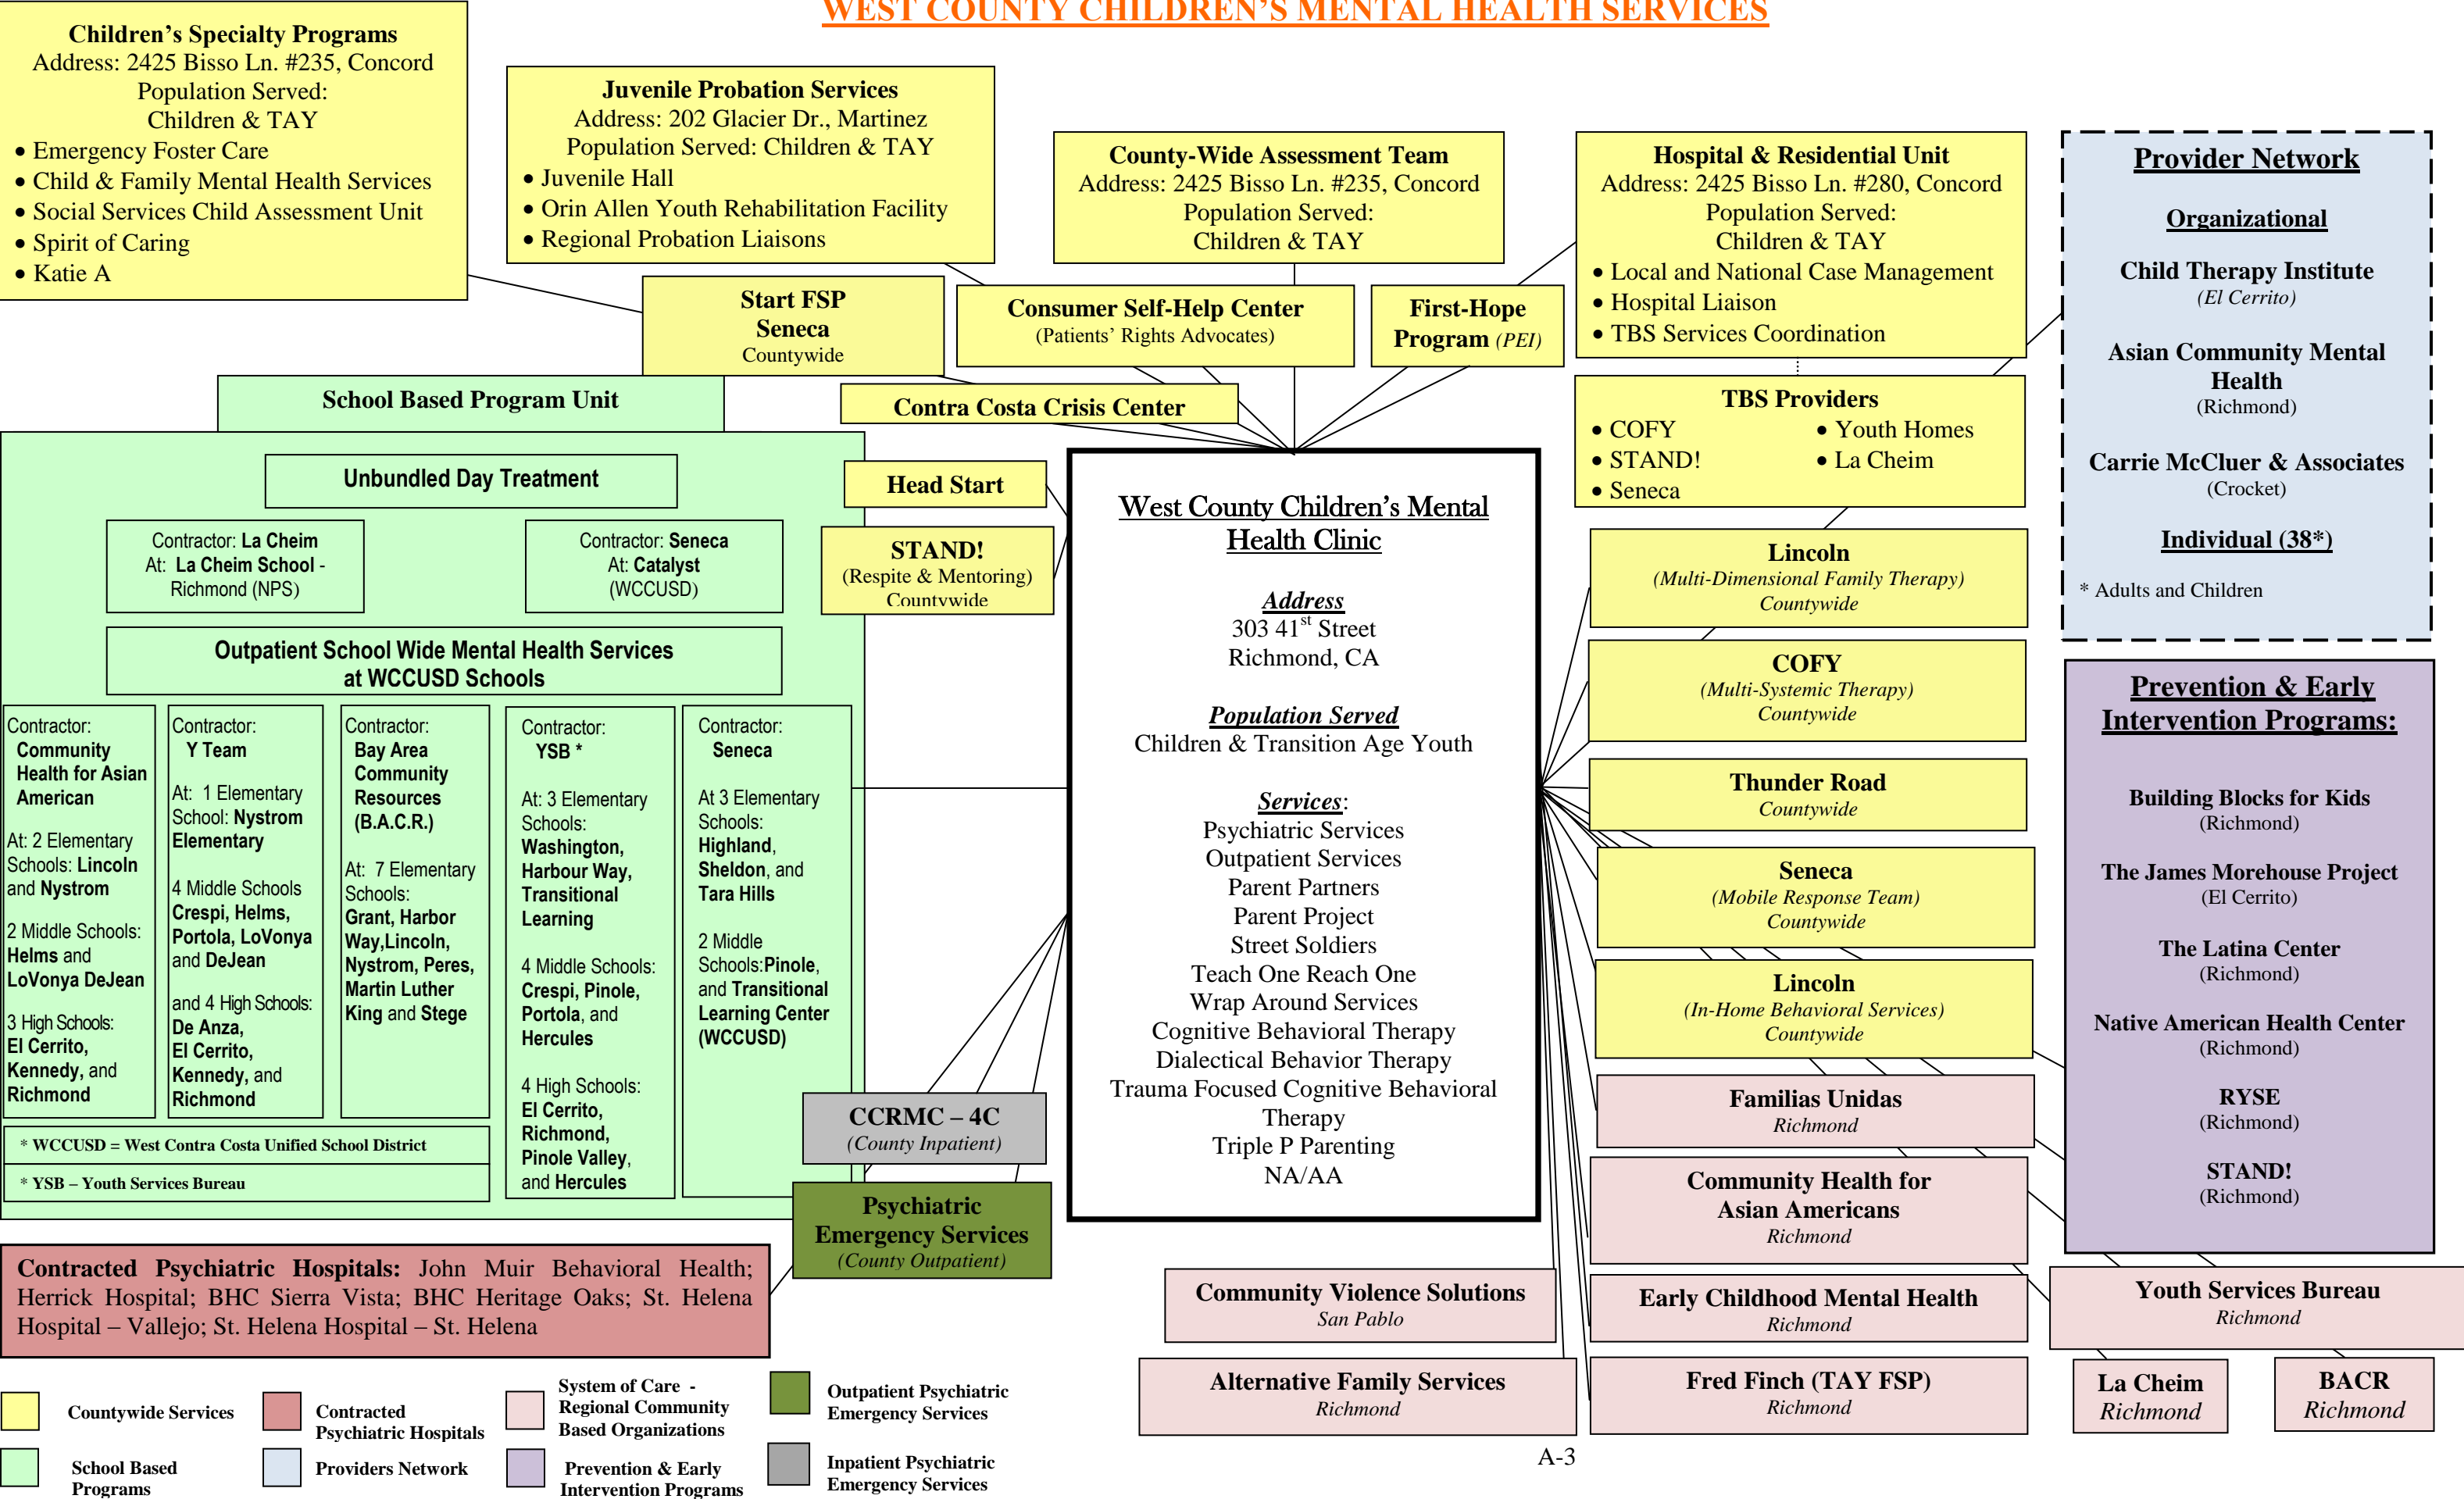 WEST COUNTY CHILDREN'S MENTAL HEALTH SERVICES
Children's Specialty Programs
Address: 2425 Bisso Ln. #235, Concord
Population Served:
Children & TAY
• Emergency Foster Care
• Child & Family Mental Health Services
• Social Services Child Assessment Unit
• Spirit of Caring
• Katie A
Juvenile Probation Services
Address: 202 Glacier Dr., Martinez
Population Served: Children & TAY
• Juvenile Hall
• Orin Allen Youth Rehabilitation Facility
• Regional Probation Liaisons
County-Wide Assessment Team
Address: 2425 Bisso Ln. #235, Concord
Population Served:
Children & TAY
Hospital & Residential Unit
Address: 2425 Bisso Ln. #280, Concord
Population Served:
Children & TAY
• Local and National Case Management
• Hospital Liaison
• TBS Services Coordination
Provider Network
Organizational
Child Therapy Institute
(El Cerrito)
Asian Community Mental
Health
(Richmond)
Carrie McCluer & Associates
(Crocket)
Individual (38*)
* Adults and Children
Start FSP
Seneca
Countywide
Consumer Self-Help Center
(Patients' Rights Advocates)
First-Hope
Program (PEI)
Contra Costa Crisis Center
TBS Providers
• COFY
• STAND!
• Seneca
• Youth Homes
• La Cheim
School Based Program Unit
Unbundled Day Treatment
Contractor: La Cheim
At: La Cheim School -
Richmond (NPS)
Contractor: Seneca
At: Catalyst
(WCCUSD)
Outpatient School Wide Mental Health Services
at WCCUSD Schools
Contractor:
Community
Health for Asian
American
At: 2 Elementary
Schools: Lincoln
and Nystrom
2 Middle Schools:
Helms and
LoVonya DeJean
3 High Schools:
El Cerrito,
Kennedy, and
Richmond
Contractor:
Y Team
At: 1 Elementary
School: Nystrom
Elementary
4 Middle Schools
Crespi, Helms,
Portola, LoVonya
and DeJean
and 4 High Schools:
De Anza,
El Cerrito,
Kennedy, and
Richmond
Contractor:
Bay Area
Community
Resources
(B.A.C.R.)
At: 7 Elementary
Schools:
Grant, Harbor
Way,Lincoln,
Nystrom, Peres,
Martin Luther
King and Stege
Contractor:
YSB *
At: 3 Elementary
Schools:
Washington,
Harbour Way,
Transitional
Learning
4 Middle Schools:
Crespi, Pinole,
Portola, and
Hercules
4 High Schools:
El Cerrito,
Richmond,
Pinole Valley,
and Hercules
Contractor:
Seneca
At 3 Elementary
Schools:
Highland,
Sheldon, and
Tara Hills
2 Middle
Schools:Pinole,
and Transitional
Learning Center
(WCCUSD)
* WCCUSD = West Contra Costa Unified School District
* YSB – Youth Services Bureau
Head Start
STAND!
(Respite & Mentoring)
Countywide
West County Children's Mental
Health Clinic
Address
303 41st Street
Richmond, CA
Population Served
Children & Transition Age Youth
Services:
Psychiatric Services
Outpatient Services
Parent Partners
Parent Project
Street Soldiers
Teach One Reach One
Wrap Around Services
Cognitive Behavioral Therapy
Dialectical Behavior Therapy
Trauma Focused Cognitive Behavioral
Therapy
Triple P Parenting
NA/AA
Lincoln
(Multi-Dimensional Family Therapy)
Countywide
COFY
(Multi-Systemic Therapy)
Countywide
Thunder Road
Countywide
Seneca
(Mobile Response Team)
Countywide
Lincoln
(In-Home Behavioral Services)
Countywide
Familias Unidas
Richmond
Community Health for
Asian Americans
Richmond
Early Childhood Mental Health
Richmond
Fred Finch (TAY FSP)
Richmond
Prevention & Early
Intervention Programs:
Building Blocks for Kids
(Richmond)
The James Morehouse Project
(El Cerrito)
The Latina Center
(Richmond)
Native American Health Center
(Richmond)
RYSE
(Richmond)
STAND!
(Richmond)
CCRMC – 4C
(County Inpatient)
Psychiatric
Emergency Services
(County Outpatient)
Contracted Psychiatric Hospitals: John Muir Behavioral Health;
Herrick Hospital; BHC Sierra Vista; BHC Heritage Oaks; St. Helena
Hospital – Vallejo; St. Helena Hospital – St. Helena
Community Violence Solutions
San Pablo
Alternative Family Services
Richmond
Youth Services Bureau
Richmond
La Cheim
Richmond
BACR
Richmond
Countywide Services
Contracted
Psychiatric Hospitals
System of Care -
Regional Community
Based Organizations
Outpatient Psychiatric
Emergency Services
School Based
Programs
Providers Network
Prevention & Early
Intervention Programs
Inpatient Psychiatric
Emergency Services
A-3